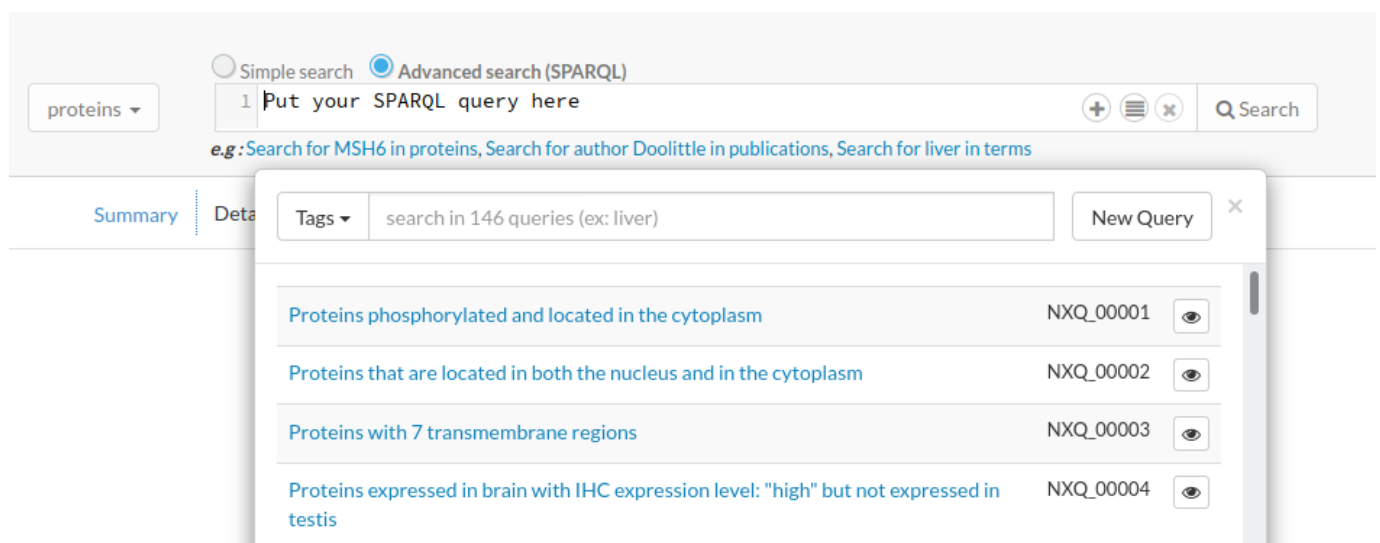 Simple search Advanced search (SPARQL)
proteins
1 Put your SPARQL query here
Search
e.g : Search for MSH6 in proteins, Search for author Doolittle in publications, Search for liver in terms
Summary
Deta
Tags
search in 146 queries (ex: liver)
New Query
×
Proteins phosphorylated and located in the cytoplasm NXQ_00001
Proteins that are located in both the nucleus and in the cytoplasm NXQ_00002
Proteins with 7 transmembrane regions NXQ_00003
Proteins expressed in brain with IHC expression level: "high" but not expressed in NXQ_00004
testis